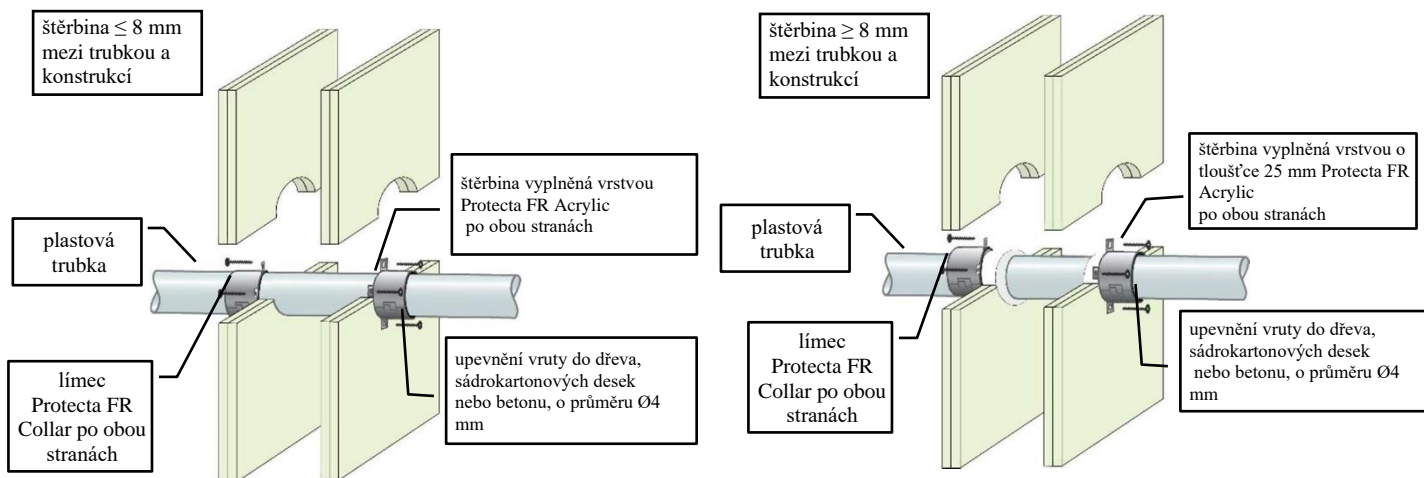 štěrbina ≤ 8 mm
mezi trubkou a
konstrukcí
štěrbina vyplněná vrstvou
Protecta FR Acrylic
po obou stranách
plastová
trubka
límec
Protecta FR
Collar po obou
stranách
upevnění vruty do dřeva,
sádrokartonových desek
nebo betonu, o průměru Ø4
mm
štěrbina ≥ 8 mm
mezi trubkou a
konstrukcí
štěrbina vyplněná vrstvou o
tloušťce 25 mm Protecta FR
Acrylic
po obou stranách
plastová
trubka
límec
Protecta FR
Collar po obou
stranách
upevnění vruty do dřeva,
sádrokartonových desek
nebo betonu, o průměru Ø4
mm